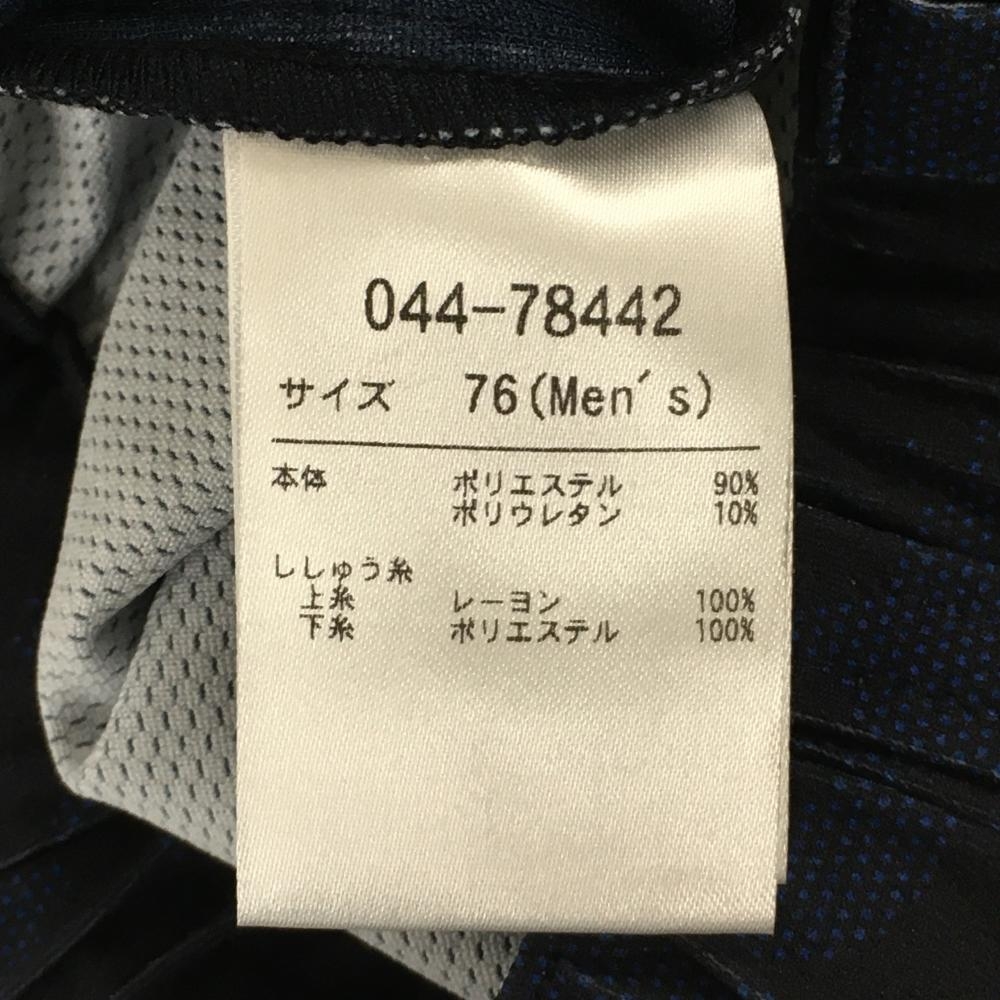 044-78442
サイズ 76(Men's)
本体 ポリエステル 90%
ポリウレタン 10%
ししゅう糸
上糸 レーヨン 100%
下糸 ポリエステル 100%